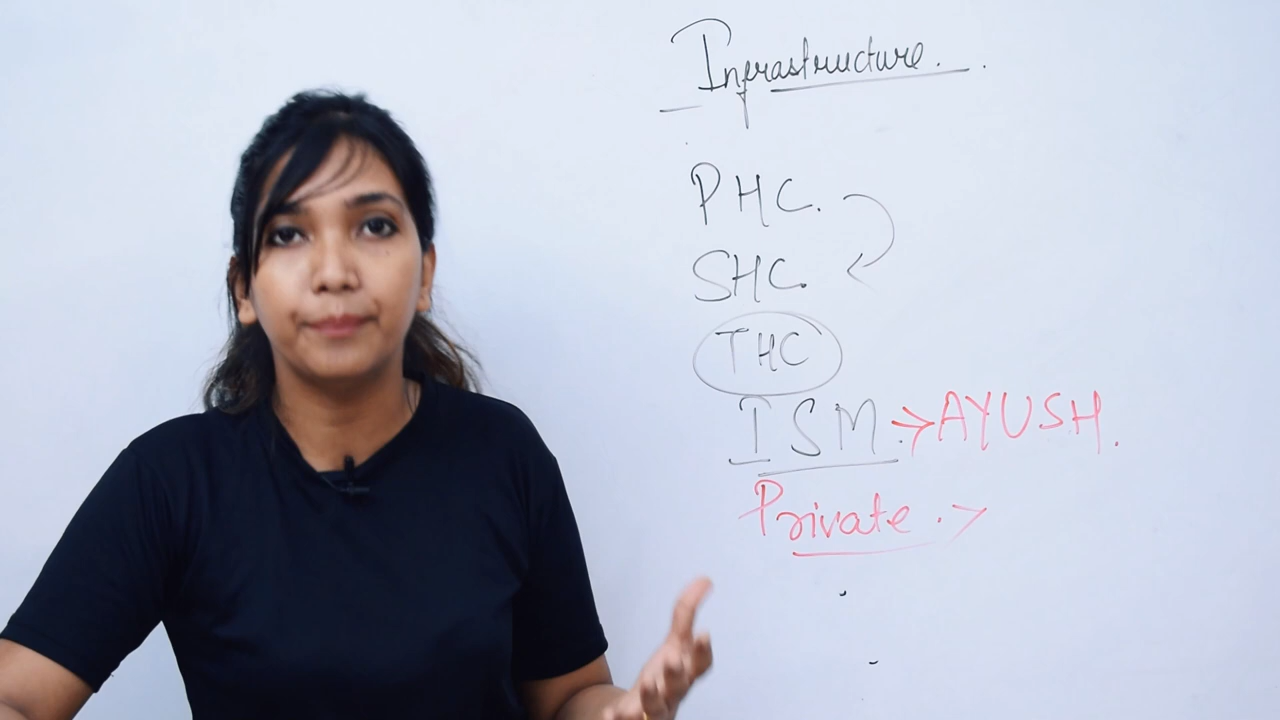 Infrastructure.
PHC.
SHC.
THC
ISM. → AYUSH.
Private. >